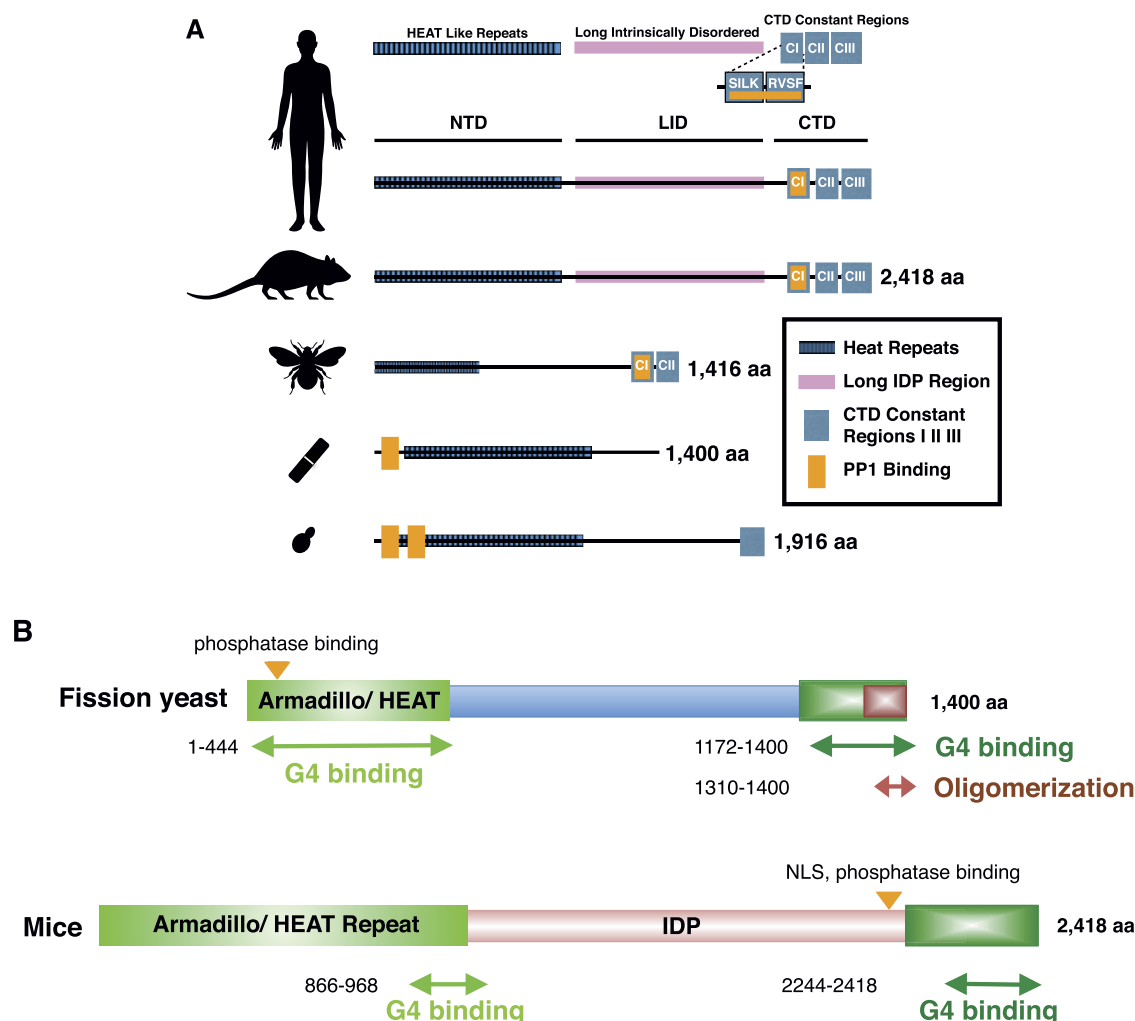 A
HEAT Like Repeats
Long Intrinsically Disordered
CTD Constant Regions
CI CII CIII
SILK RVSF
NTD LID CTD
CI CII CIII
CI CII CIII 2,418 aa
CI CII 1,416 aa
1,400 aa
1,916 aa
Heat Repeats
Long IDP Region
CTD Constant
Regions I II III
PP1 Binding
B
phosphatase binding
Fission yeast Armadillo/ HEAT 1,400 aa
1-444 1172-1400 G4 binding
G4 binding
1310-1400 Oligomerization
NLS, phosphatase binding
Mice Armadillo/ HEAT Repeat IDP 2,418 aa
866-968 2244-2418
G4 binding G4 binding